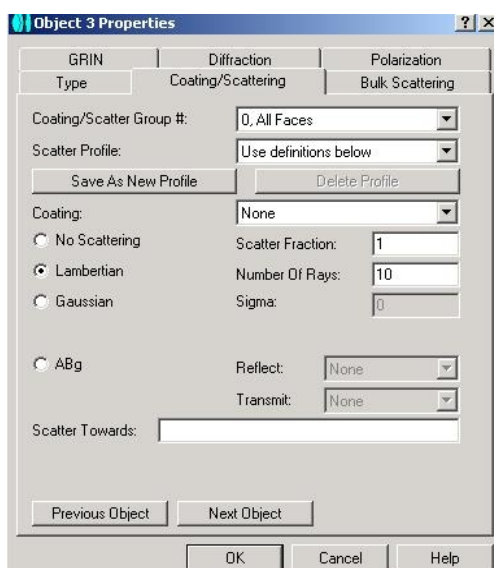 Object 3 Properties
GRIN Diffraction Polarization
Type Coating/Scattering Bulk Scattering
Coating/Scatter Group #: 0, All Faces
Scatter Profile: Use definitions below
Save As New Profile Delete Profile
Coating: None
No Scattering Scatter Fraction: 1
Lambertian Number Of Rays: 10
Gaussian Sigma: 0
ABg Reflect: None
Transmit: None
Scatter Towards:
Previous Object Next Object
OK Cancel Help